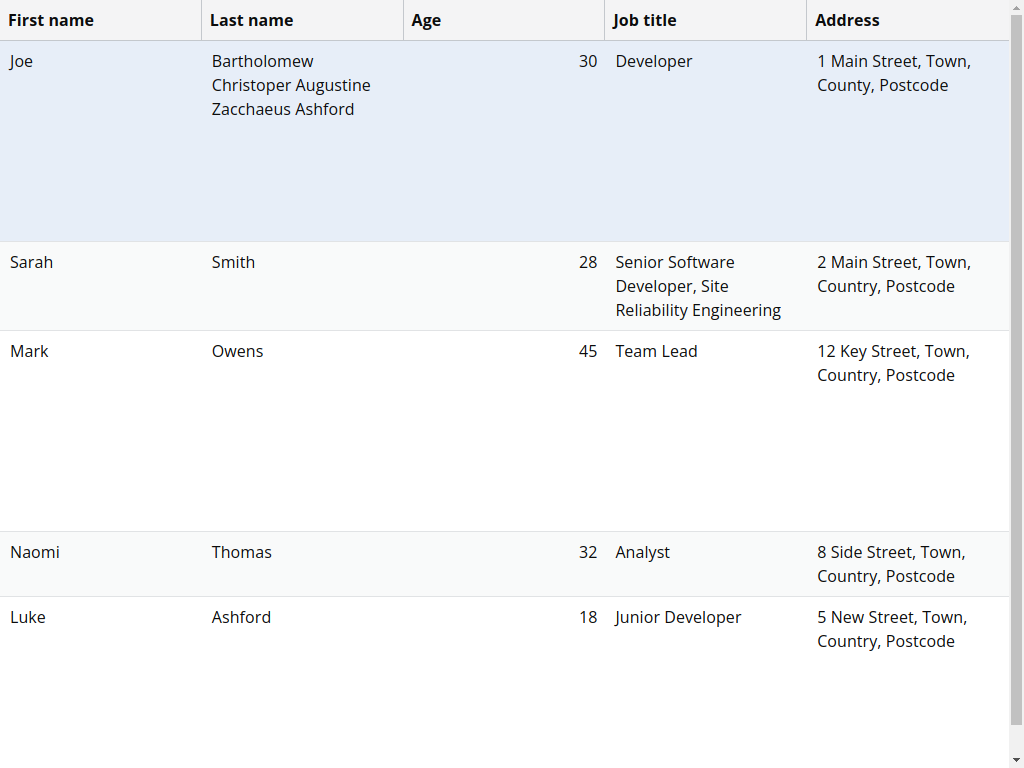 First name Last name Age Job title Address
Joe Bartholomew 30 Developer 1 Main Street, Town,
Christoper Augustine County, Postcode
Zacchaeus Ashford
Sarah Smith 28 Senior Software 2 Main Street, Town,
Developer, Site Country, Postcode
Reliability Engineering
Mark Owens 45 Team Lead 12 Key Street, Town,
Country, Postcode
Naomi Thomas 32 Analyst 8 Side Street, Town,
Country, Postcode
Luke Ashford 18 Junior Developer 5 New Street, Town,
Country, Postcode